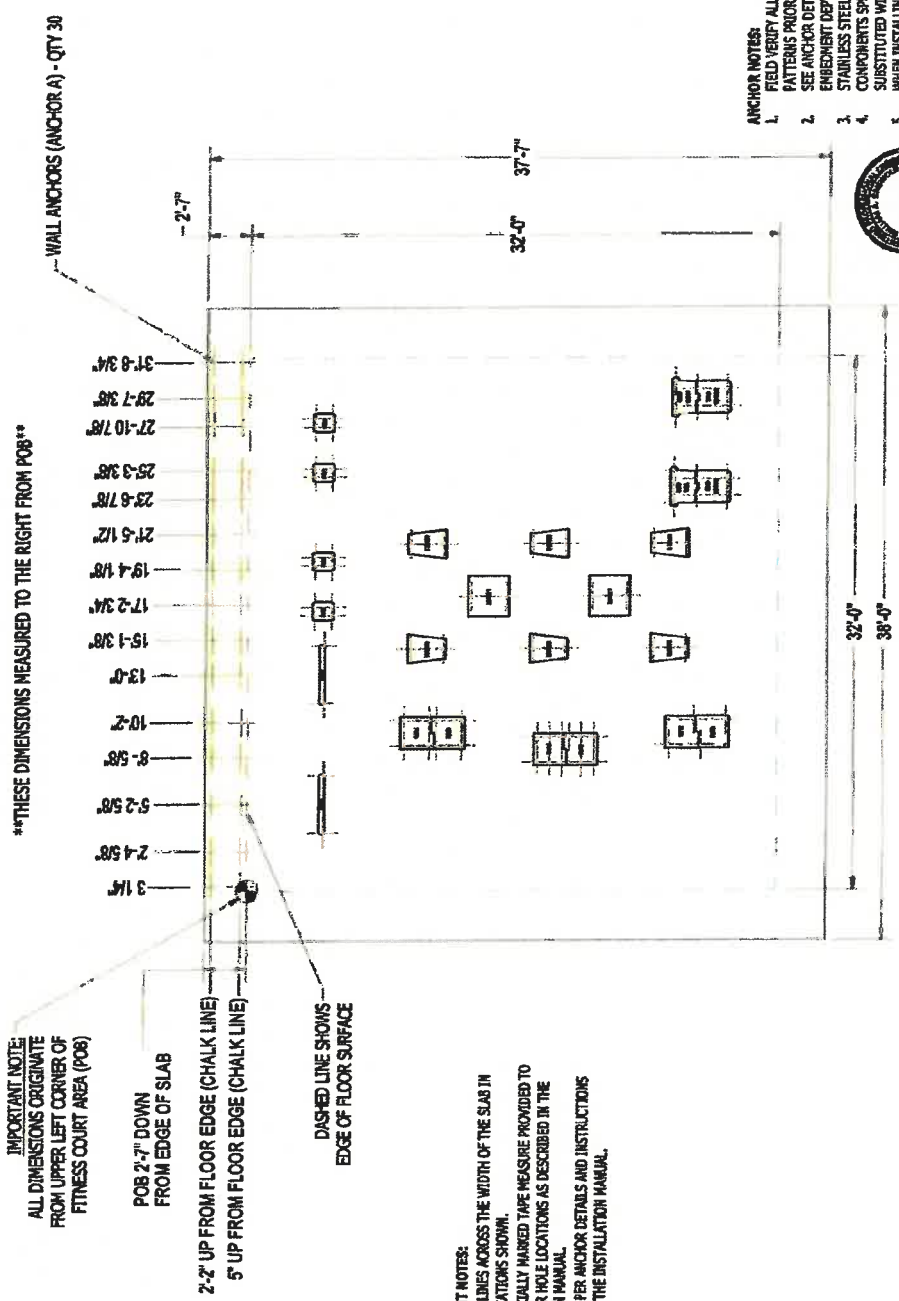 **THESE DIMENSIONS MEASURED TO THE RIGHT FROM POB**
WALL ANCHORS (ANCHOR A) - QTY 30
IMPORTANT NOTE:
ALL DIMENSIONS ORIGINATE
FROM UPPER LEFT CORNER OF
FITNESS COURT AREA (POB)
POB 2'-7" DOWN
FROM EDGE OF SLAB
2'-2" UP FROM FLOOR EDGE (CHALK LINE)
5" UP FROM FLOOR EDGE (CHALK LINE)
DASHED LINE SHOWS
EDGE OF FLOOR SURFACE
3 1/4"
2'-4 5/8"
5'-2 5/8"
8'- 5/8"
10'-2"
13'-0"
15'-1 3/8"
17'-2 3/4"
19'-4 1/8"
21'-5 1/2"
23'-6 7/8"
25'-3 3/8"
27'-10 7/8"
29'-7 3/8"
31'-8 3/4"
2'-7"
37'-7"
32'-0"
32'-0"
38'-0"
T NOTES:
LINES ACROSS THE WIDTH OF THE SLAB IN
ATIONS SHOWN.
IALLY MARKED TAPE MEASURE PROVIDED TO
R HOLE LOCATIONS AS DESCRIBED IN THE
N MANUAL.
PER ANCHOR DETAILS AND INSTRUCTIONS
THE INSTALLATION MANUAL.
ANCHOR NOTES:
1. FIELD VERIFY ALL
PATTERNS PRIOR
2. SEE ANCHOR DET
EMBEDMENT DEP
3. STAINLESS STEEL
4. COMPONENTS SP
SUBSTITUTED WI
5. WHEN INSTALLIN